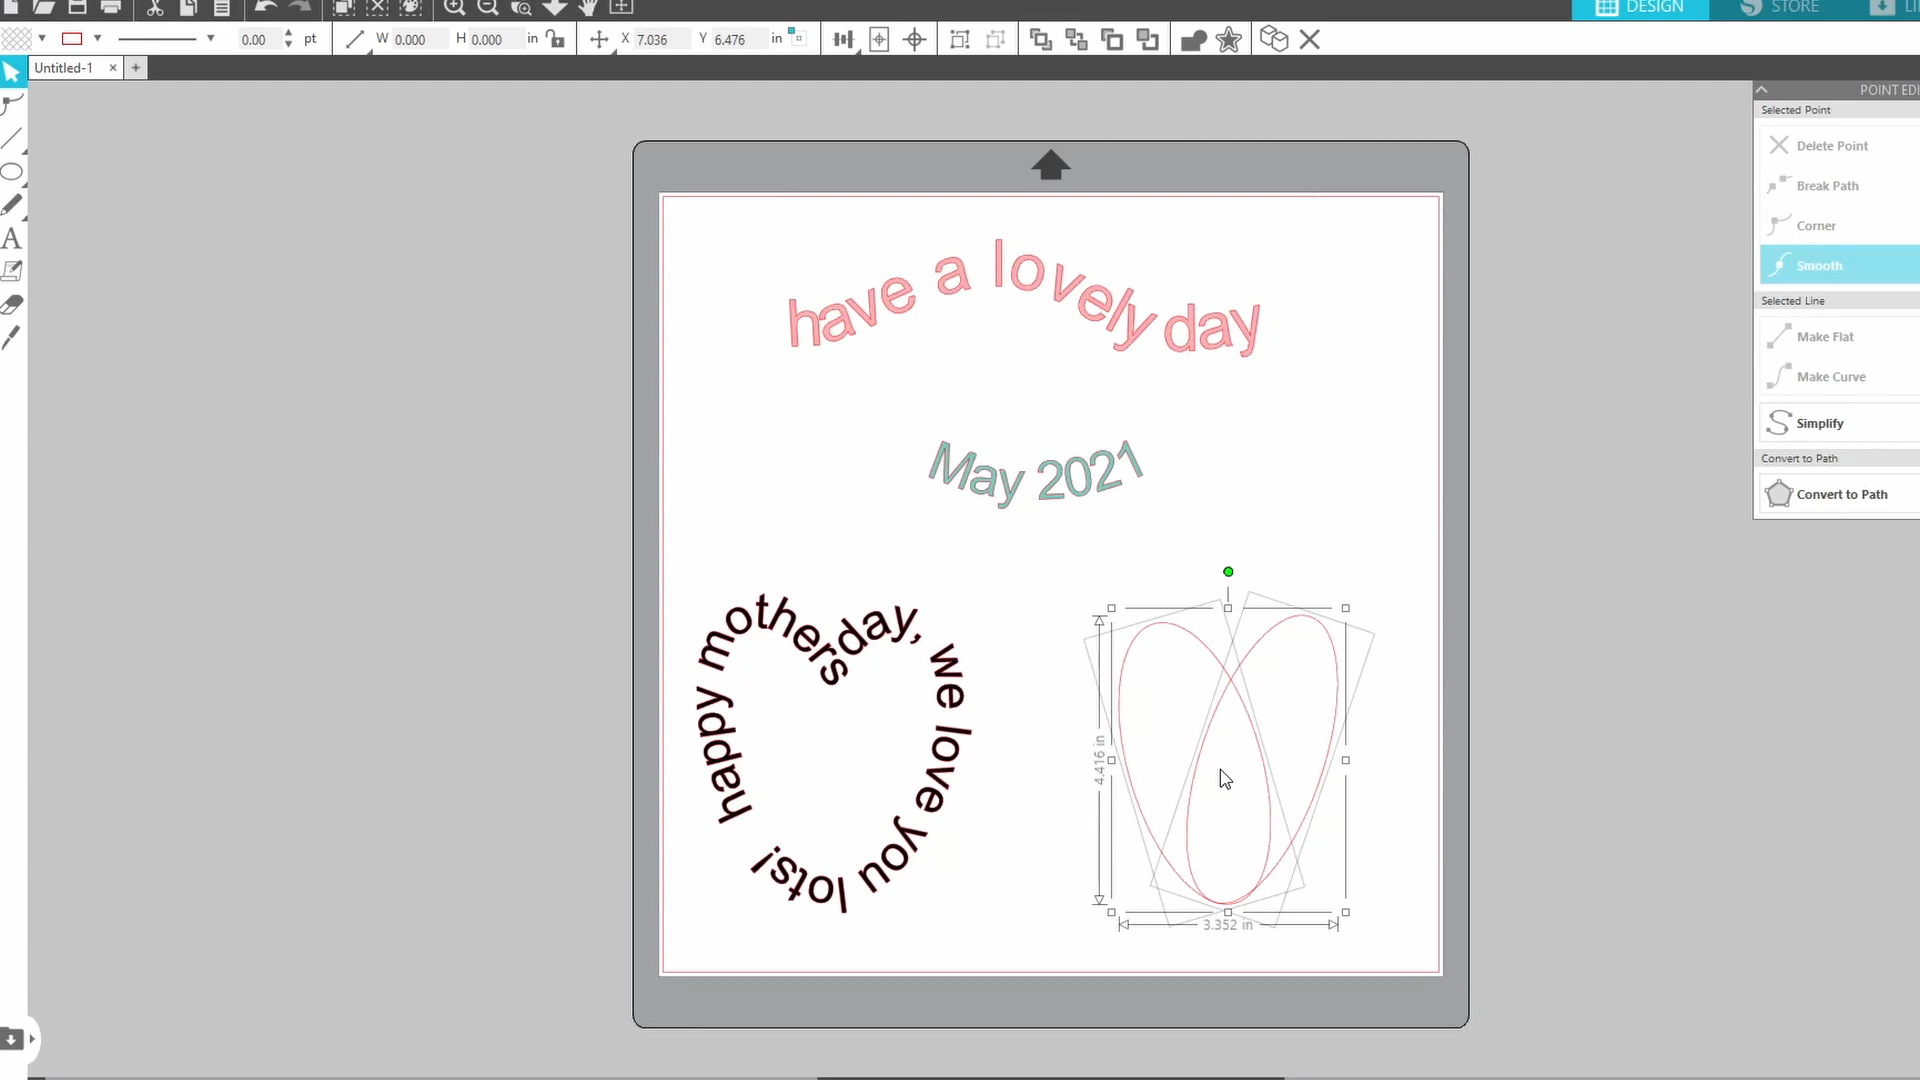 DESIGN
STORE
LI
0.00 pt
W 0.000 H 0.000 in
X 7.036 Y 6.476 in
Untitled-1
POINT EDI
Selected Point
Delete Point
Break Path
Corner
Smooth
Selected Line
Make Flat
Make Curve
Simplify
Convert to Path
Convert to Path
A
have a lovely day
May 2021
happy mothers day, we love you lots!
4.416 in
3.352 in